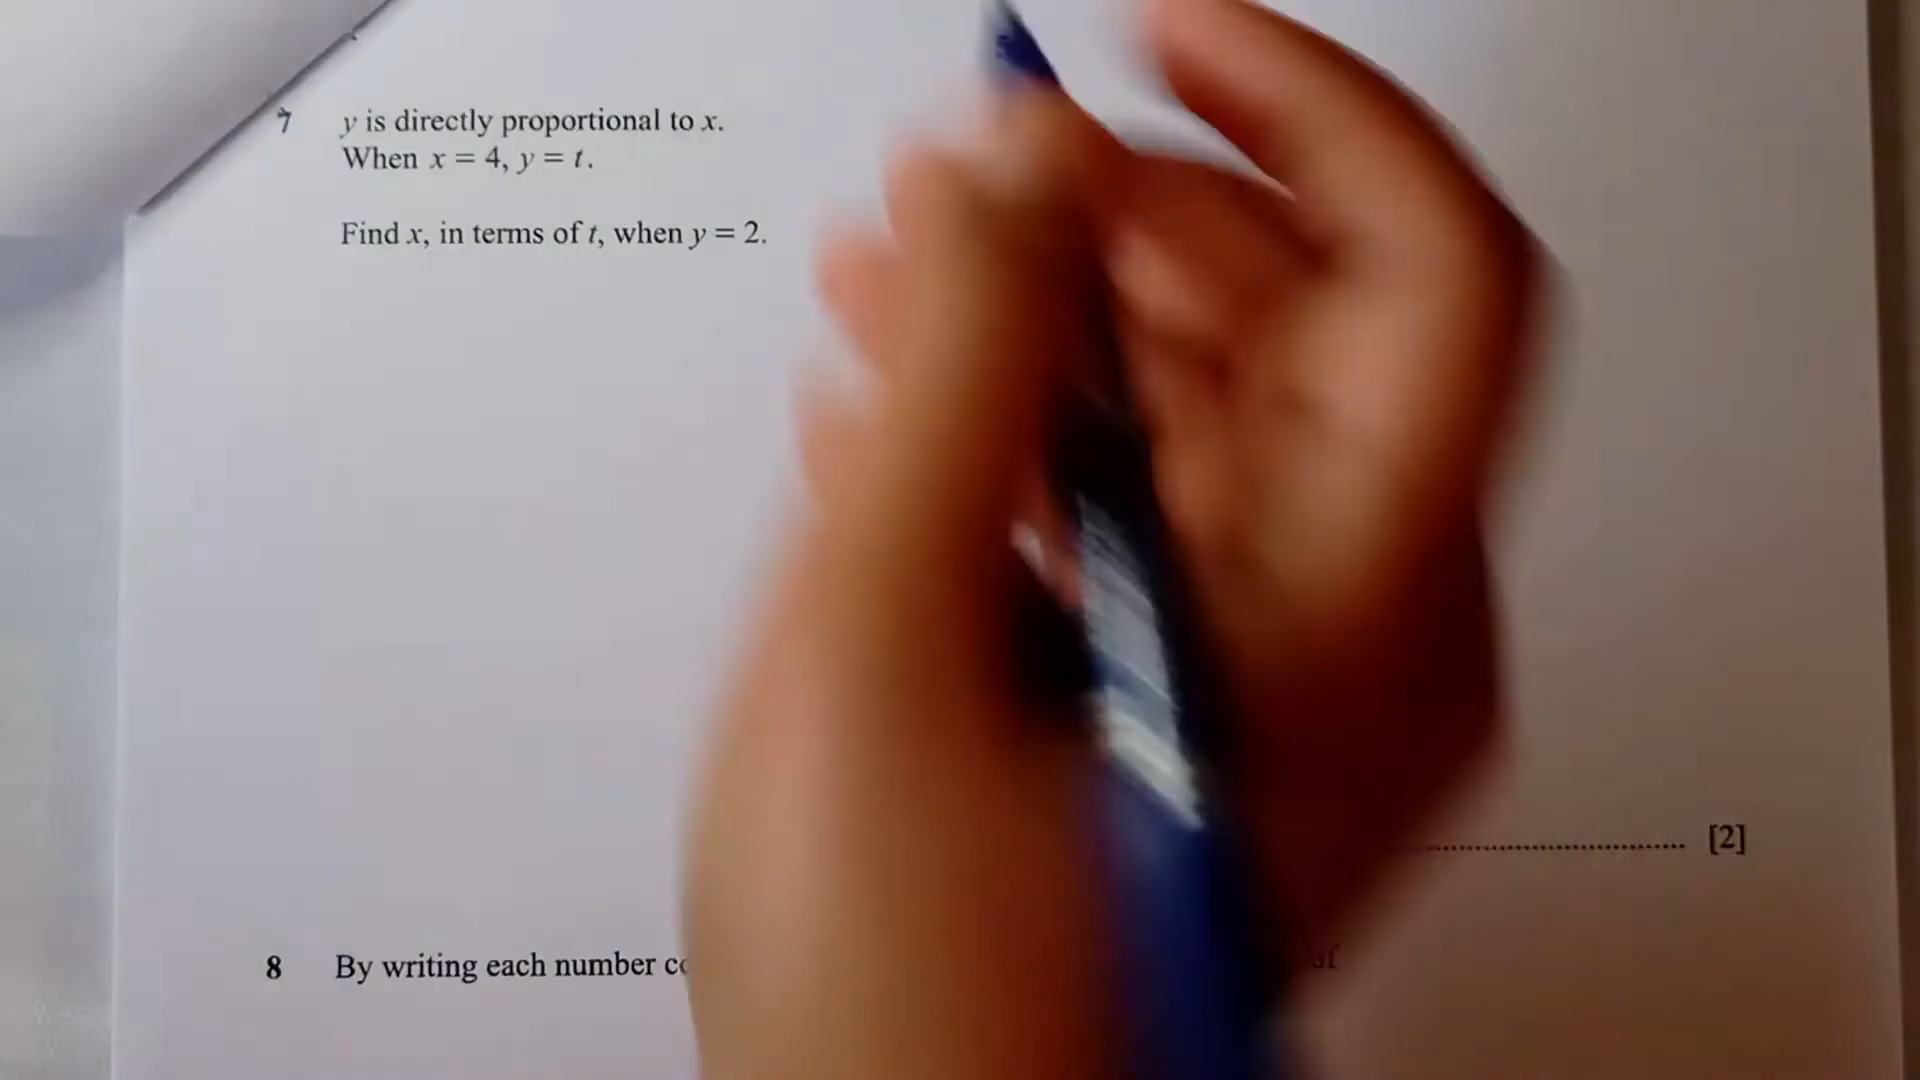 7 y is directly proportional to x.
When x = 4, y = t.
Find x, in terms of t, when y = 2.
[2]
8 By writing each number of